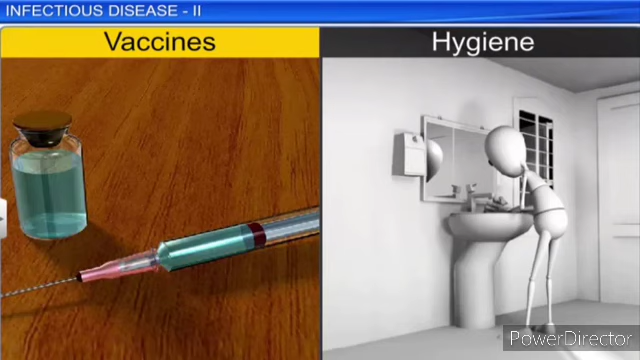 INFECTIOUS DISEASE - II
Vaccines
Hygiene
PowerDirector